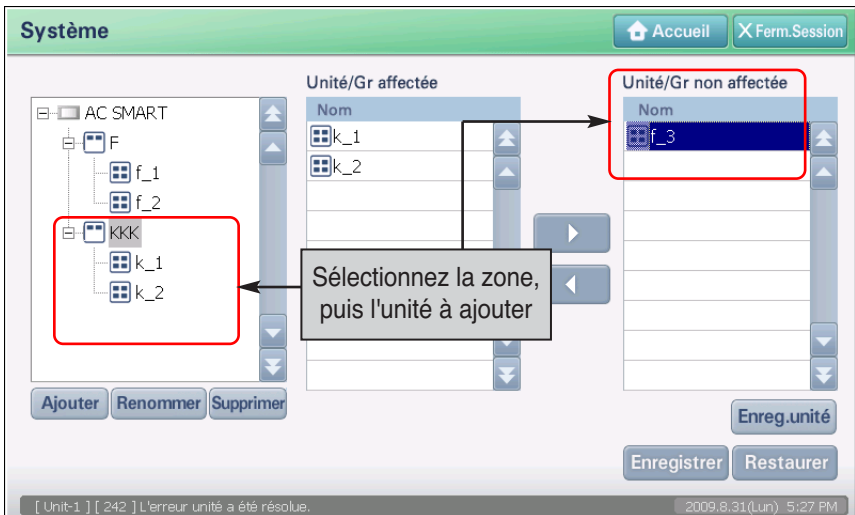 Système
Accueil
X Ferm.Session
Unité/Gr affectée
Unité/Gr non affectée
AC SMART
F
f_1
f_2
KKK
k_1
k_2
Nom
k_1
k_2
Nom
f_3
Sélectionnez la zone,
puis l'unité à ajouter
Ajouter
Renommer
Supprimer
Enreg.unité
Enregistrer
Restaurer
[ Unit-1 ] [ 242 ] L'erreur unité a été résolue.
2009.8.31(Lun) 5:27 PM